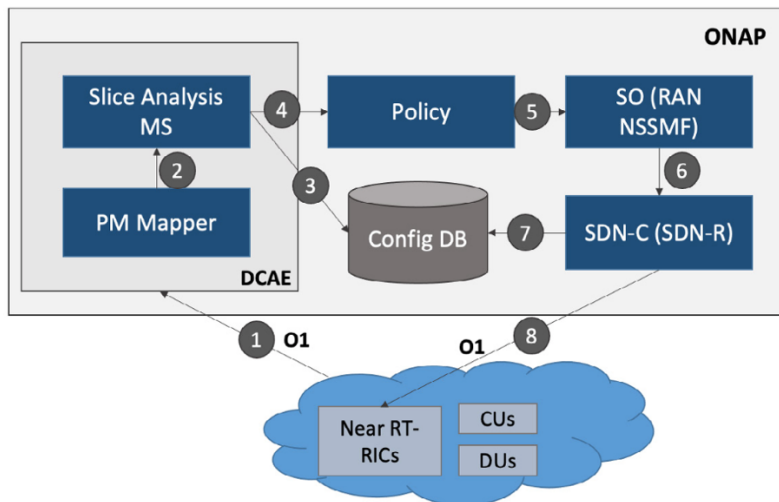 ONAP
Slice Analysis
MS
4
Policy
5
SO (RAN
NSSMF)
2
3
6
PM Mapper
Config DB
7
SDN-C (SDN-R)
DCAE
1
O1
O1
8
Near RT-
RICs
CUs
DUs